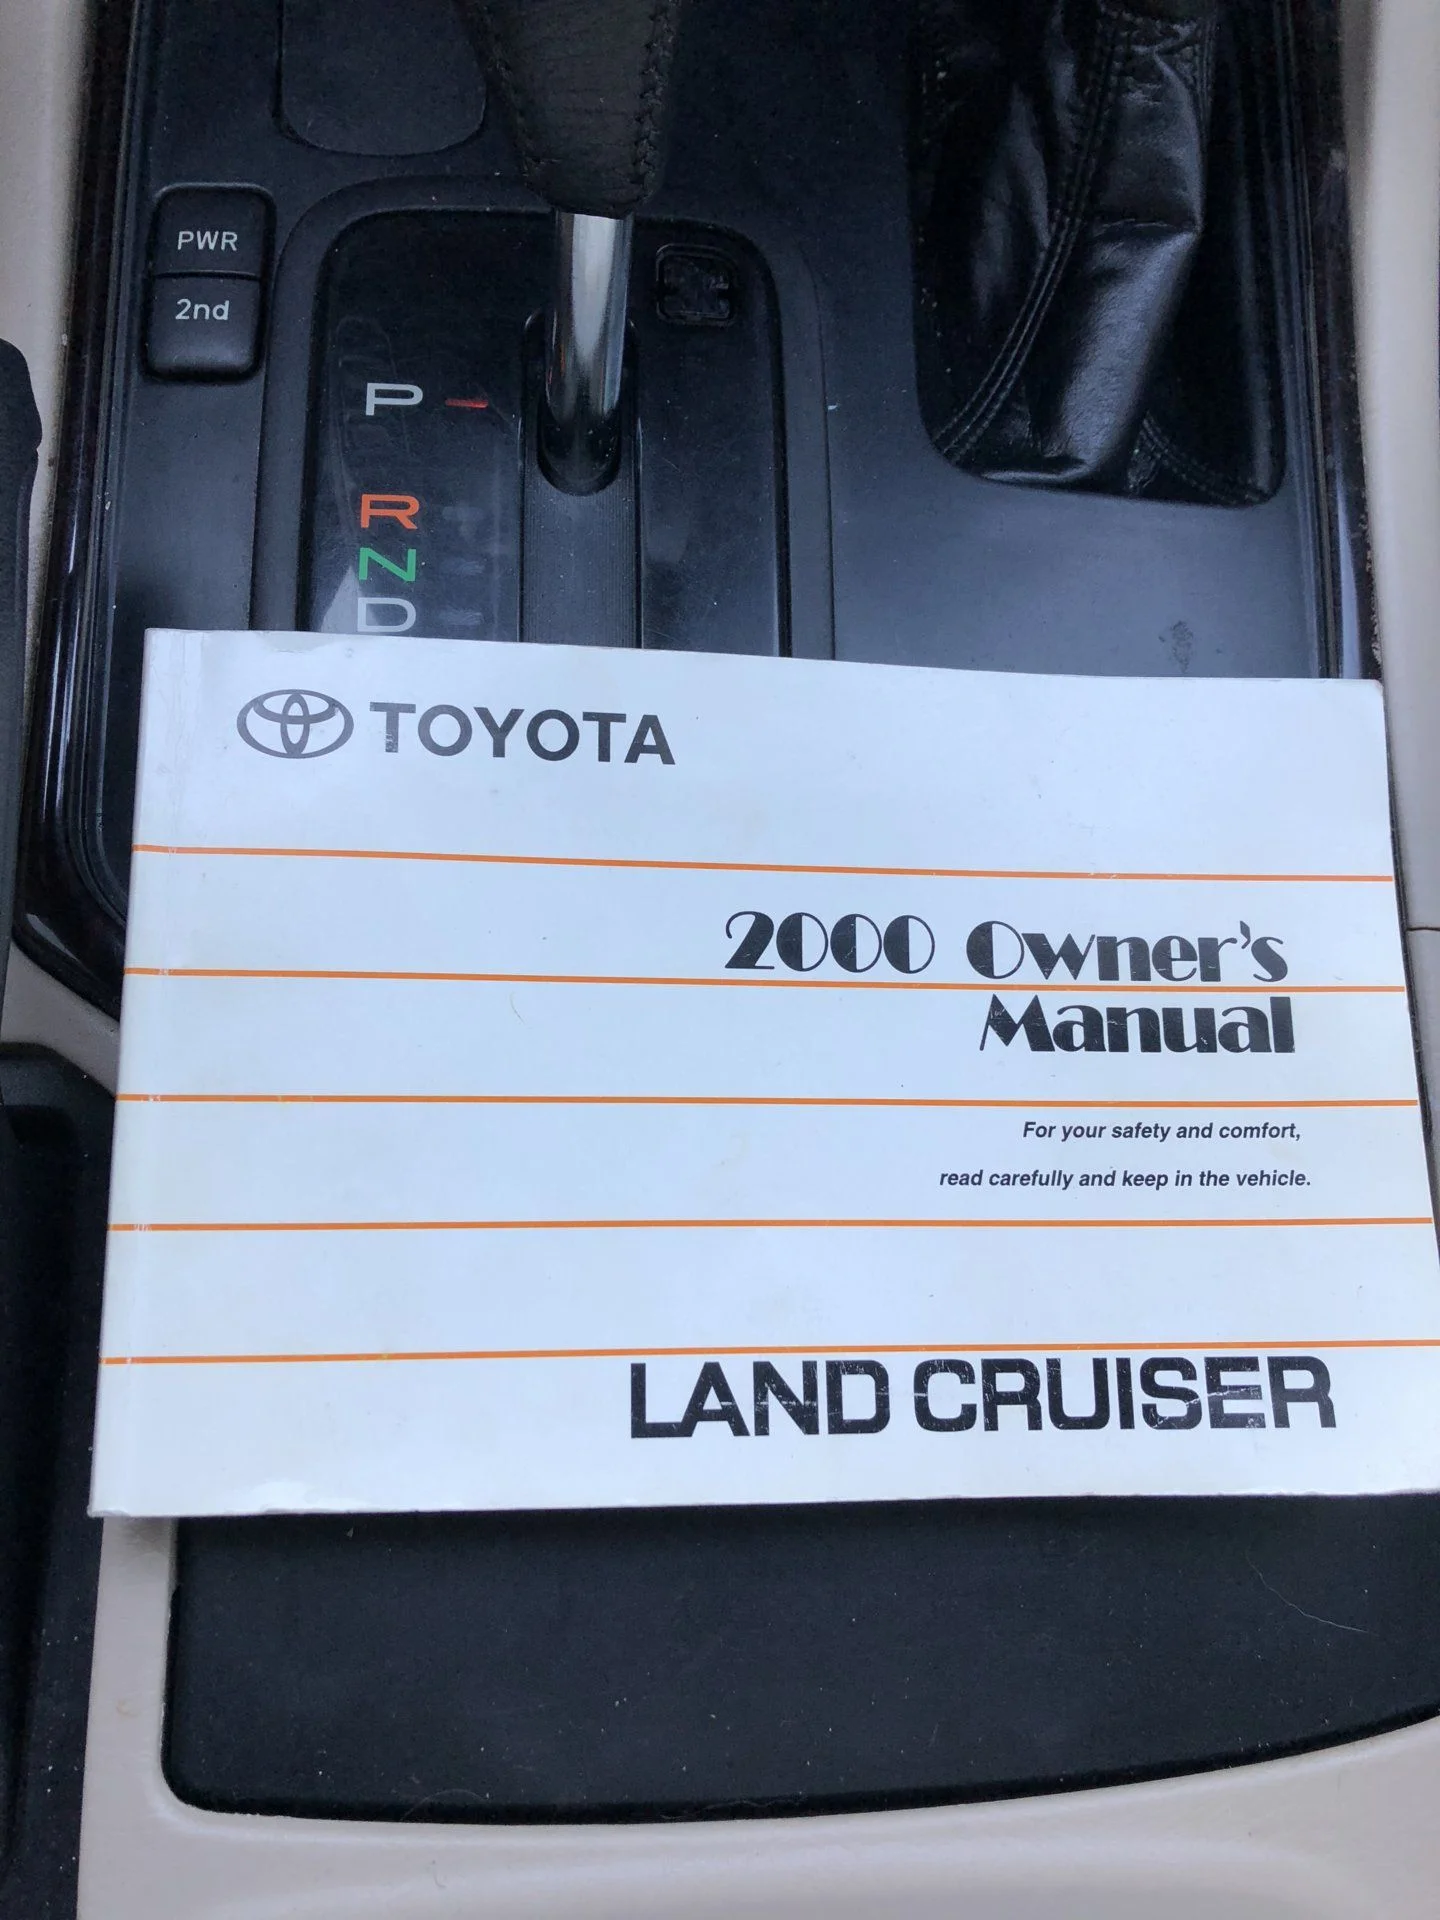 PWR
2nd
P
R
N
D
TOYOTA
2000 Owner's
Manual
For your safety and comfort,
read carefully and keep in the vehicle.
LAND CRUISER